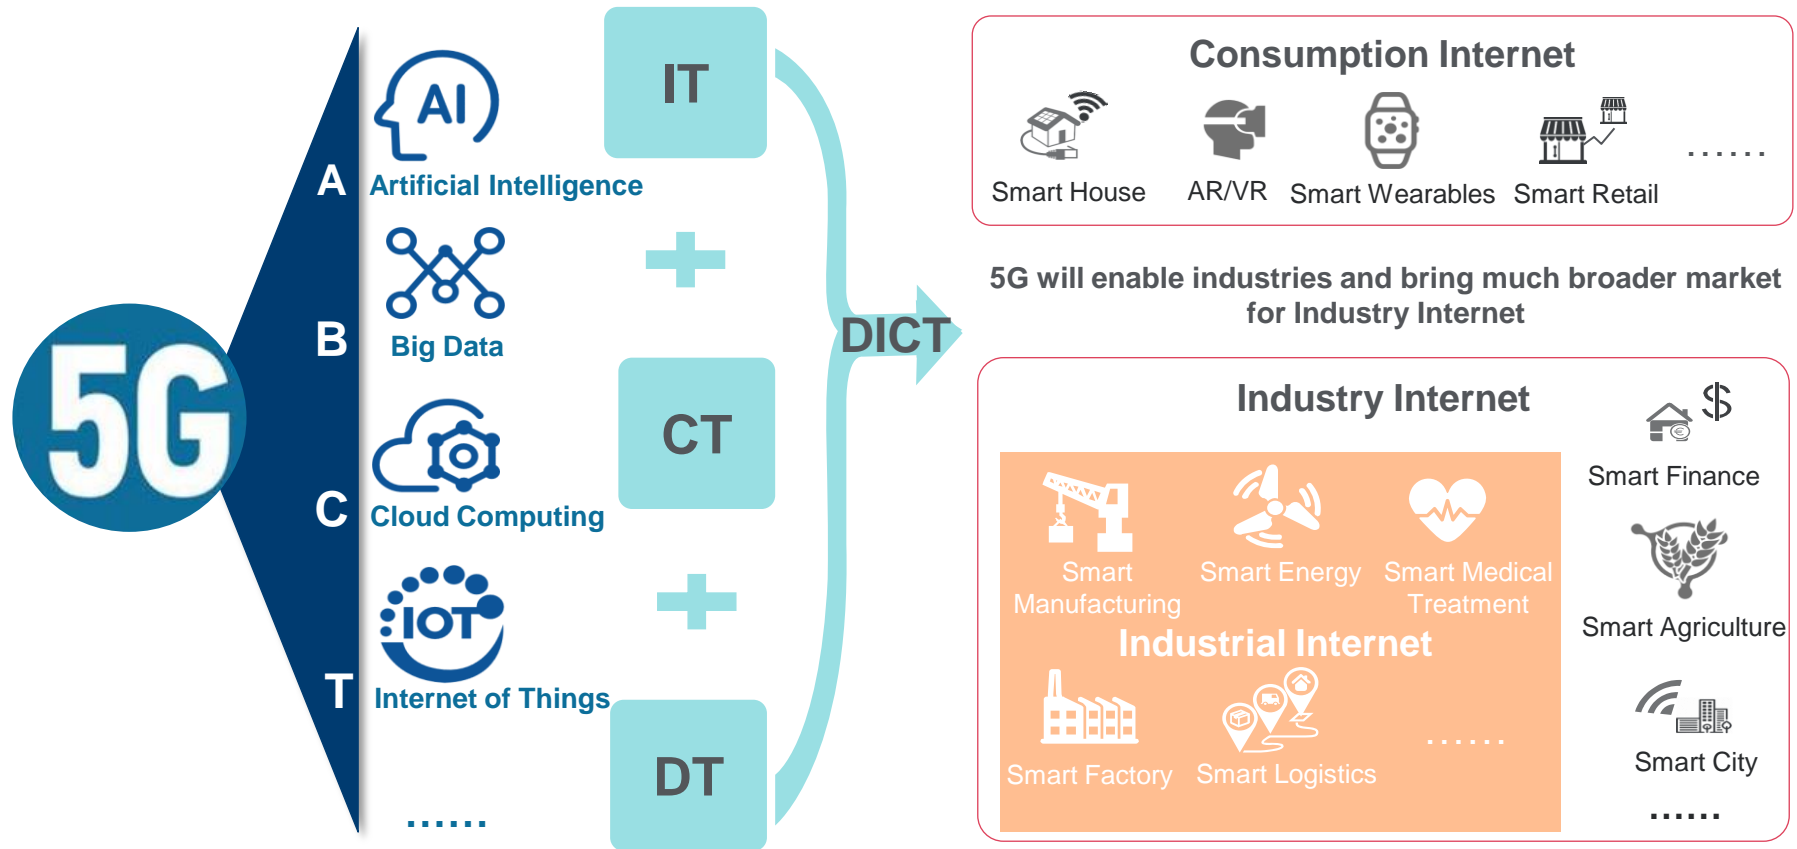 5G
A
AI
Artificial Intelligence
B
Big Data
C
Cloud Computing
T
IOT
Internet of Things
......
IT
+
CT
+
DT
DICT
Consumption Internet
Smart House
AR/VR
Smart Wearables
Smart Retail
......
5G will enable industries and bring much broader market
for Industry Internet
Industry Internet
Smart
Manufacturing
Smart Energy
Smart Medical
Treatment
Industrial Internet
Smart Factory
Smart Logistics
......
$
€
Smart Finance
Smart Agriculture
Smart City
......